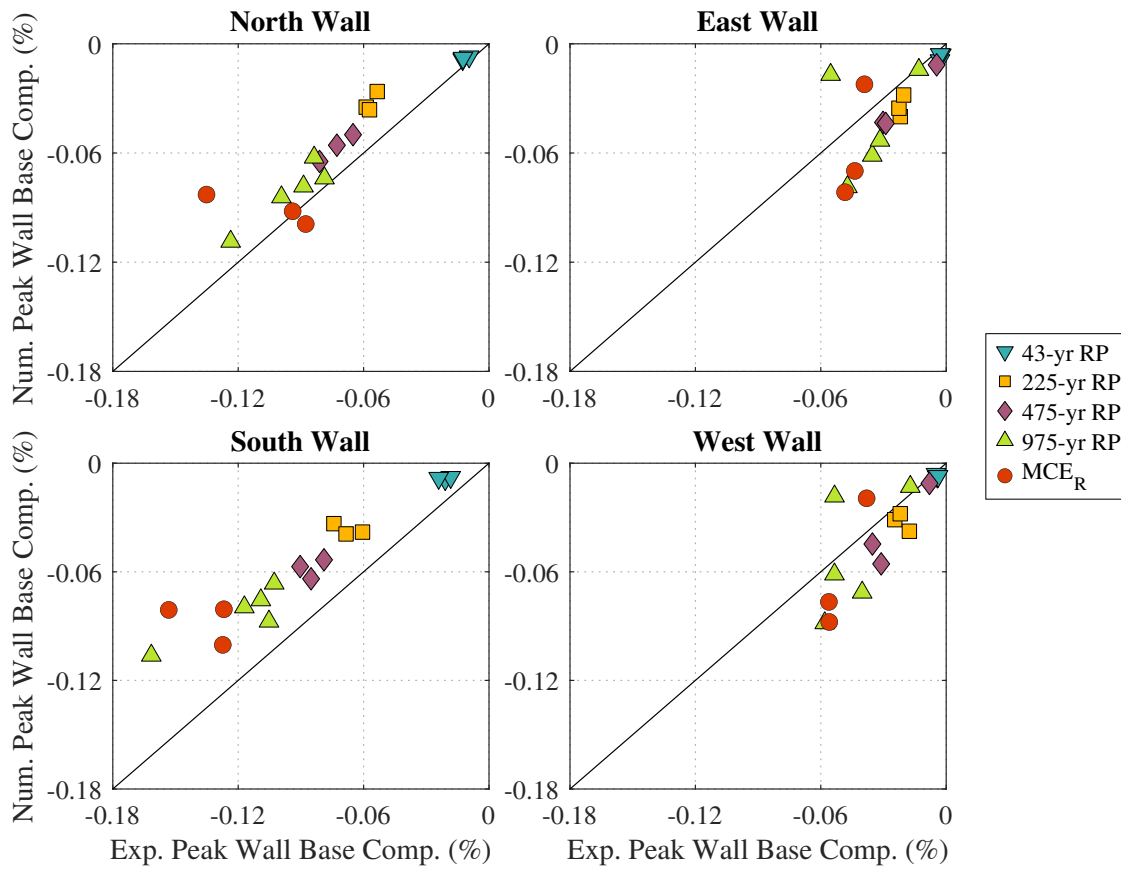 North Wall
East Wall
Num. Peak Wall Base Comp. (%)
0
-0.06
-0.12
-0.18
-0.18
-0.12
-0.06
0
0
-0.06
-0.12
-0.18
-0.18
-0.12
-0.06
0
43-yr RP
225-yr RP
475-yr RP
975-yr RP
MCE_R
South Wall
West Wall
Num. Peak Wall Base Comp. (%)
0
-0.06
-0.12
-0.18
-0.18
-0.12
-0.06
0
Exp. Peak Wall Base Comp. (%)
0
-0.06
-0.12
-0.18
-0.18
-0.12
-0.06
0
Exp. Peak Wall Base Comp. (%)